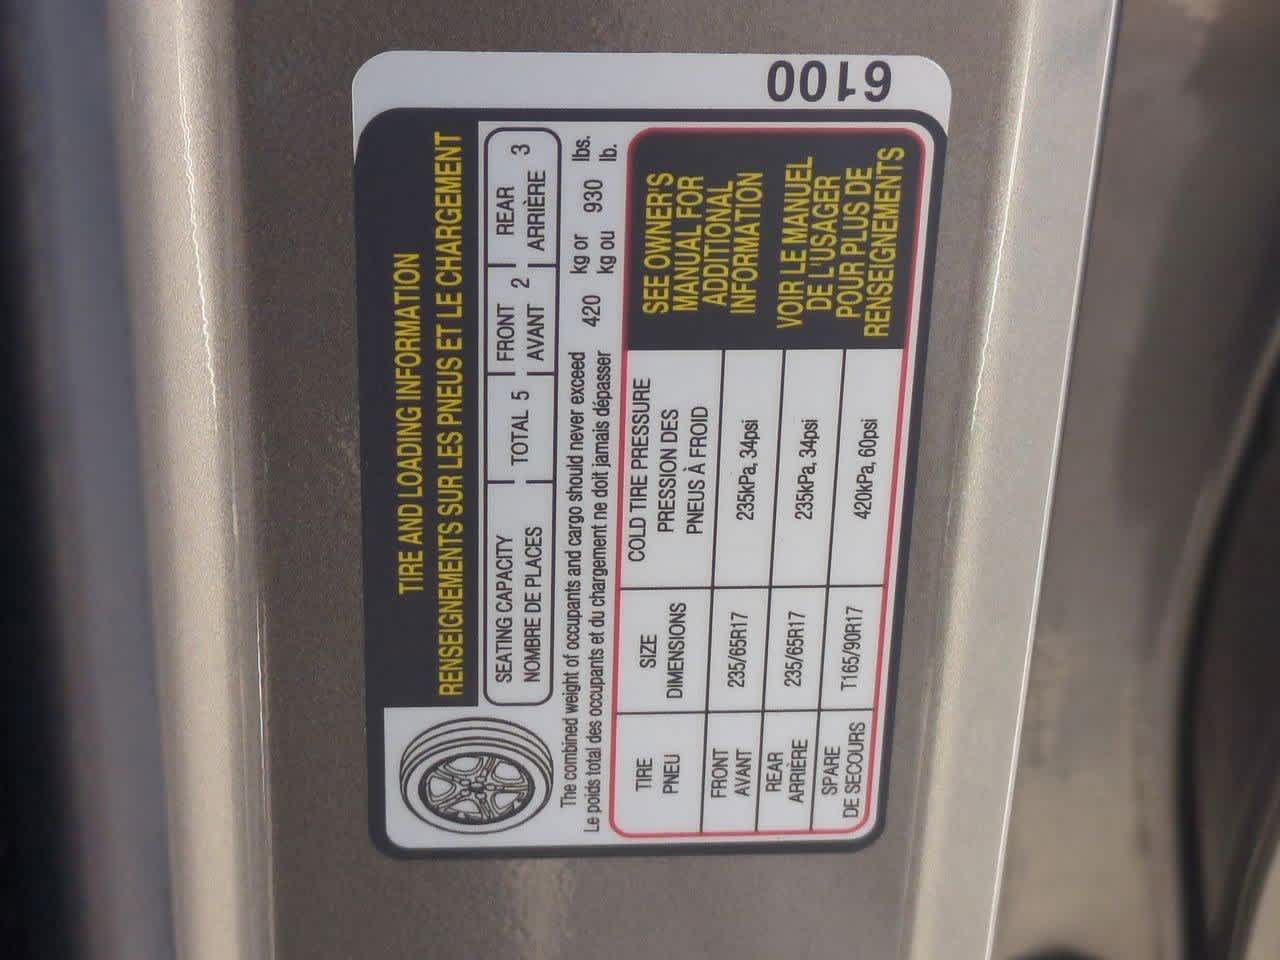 TIRE AND LOADING INFORMATION
RENSEIGNEMENTS SUR LES PNEUS ET LE CHARGEMENT
SEATING CAPACITY
NOMBRE DE PLACES
TOTAL 5
FRONT
AVANT 2
REAR
ARRIÈRE 3
The combined weight of occupants and cargo should never exceed 420 kg or 930 lbs.
Le poids total des occupants et du chargement ne doit jamais dépasser kg ou lb.
TIRE
PNEU
SIZE
DIMENSIONS
COLD TIRE PRESSURE
PRESSION DES
PNEUS À FROID
FRONT
AVANT
235/65R17
235kPa, 34psi
REAR
ARRIÈRE
235/65R17
235kPa, 34psi
SPARE
DE SECOURS
T165/90R17
420kPa, 60psi
SEE OWNER'S
MANUAL FOR
ADDITIONAL
INFORMATION
VOIR LE MANUEL
DE L'USAGER
POUR PLUS DE
RENSEIGNEMENTS
6100